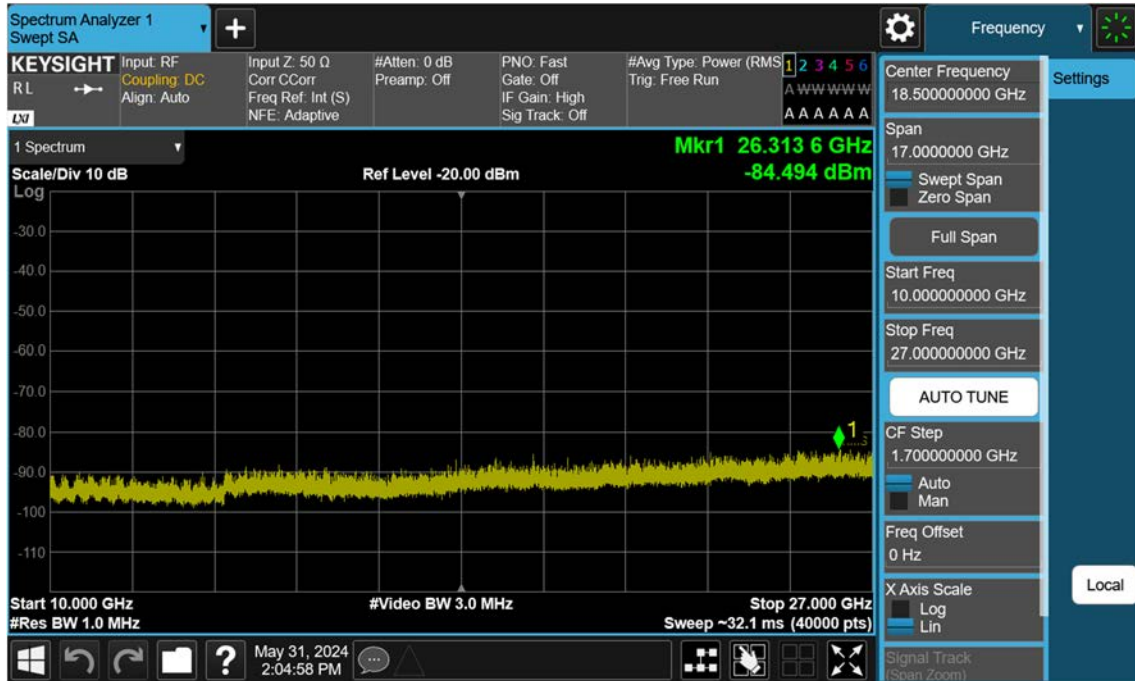 Spectrum Analyzer 1
Swept SA
Frequency
KEYSIGHT
R L
LXI
Input: RF
Coupling: DC
Align: Auto
Input Z: 50 Ω
Corr CCorr
Freq Ref: Int (S)
NFE: Adaptive
#Atten: 0 dB
Preamp: Off
PNO: Fast
Gate: Off
IF Gain: High
Sig Track: Off
#Avg Type: Power (RMS
Trig: Free Run
1 2 3 4 5 6
A W W W W W
A A A A A A
1 Spectrum
Scale/Div 10 dB
Log
Ref Level -20.00 dBm
Mkr1 26.313 6 GHz
-84.494 dBm
-30.0
-40.0
-50.0
-60.0
-70.0
-80.0
-90.0
-100
-110
1
Start 10.000 GHz
#Res BW 1.0 MHz
#Video BW 3.0 MHz
Stop 27.000 GHz
Sweep ~32.1 ms (40000 pts)
Center Frequency
18.500000000 GHz
Span
17.0000000 GHz
Swept Span
Zero Span
Full Span
Start Freq
10.000000000 GHz
Stop Freq
27.000000000 GHz
AUTO TUNE
CF Step
1.700000000 GHz
Auto
Man
Freq Offset
0 Hz
X Axis Scale
Log
Lin
Signal Track
(Span Zoom)
Settings
Local
?
May 31, 2024
2:04:58 PM